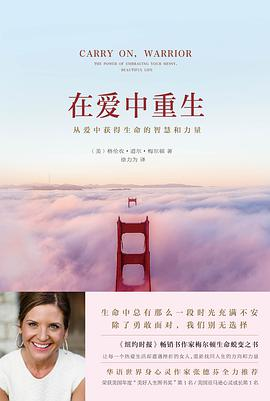 CARRY ON, WARRIOR
THE POWER OF EMBRACING YOUR MESSY,
BEAUTIFUL LIFE
在爱中重生
从爱中获得生命的智慧和力量
（美）格伦农·道尔·梅尔顿 著
徐力为 译
生命中总有那么一段时光充满不安
除了勇敢面对，我们别无选择
《纽约时报》畅销书作家梅尔顿生命蜕变之书
让每一个热爱生活却遭遇挫折的女人，重新找回人生的方向和力量
华语世界身心灵作家张德芬全力推荐
荣获美国年度“美好人生图书奖”第1名/美国亚马逊心灵成长第1名